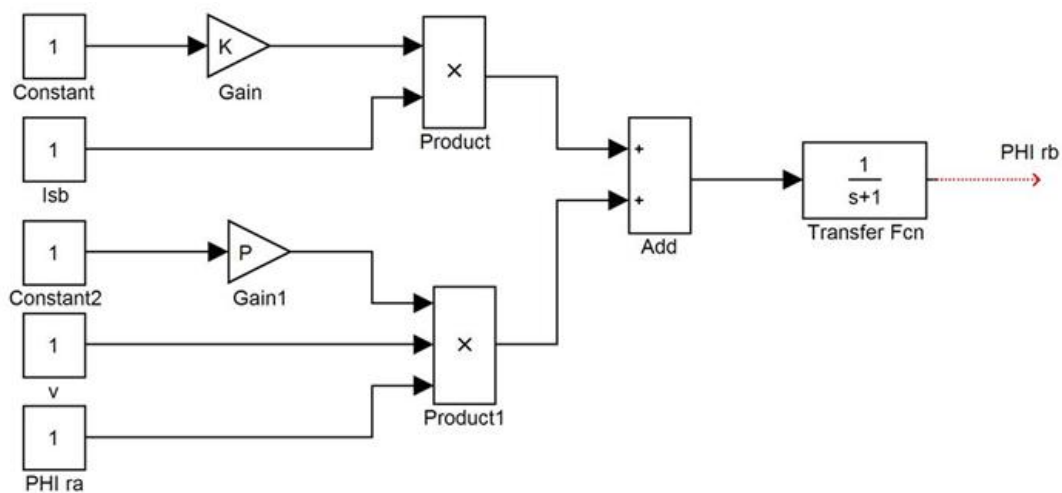 1
Constant
K
Gain
×
Product
1
Isb
1
Constant2
P
Gain1
1
v
×
Product1
1
PHI ra
+
+
Add
1
s+1
Transfer Fcn
PHI rb